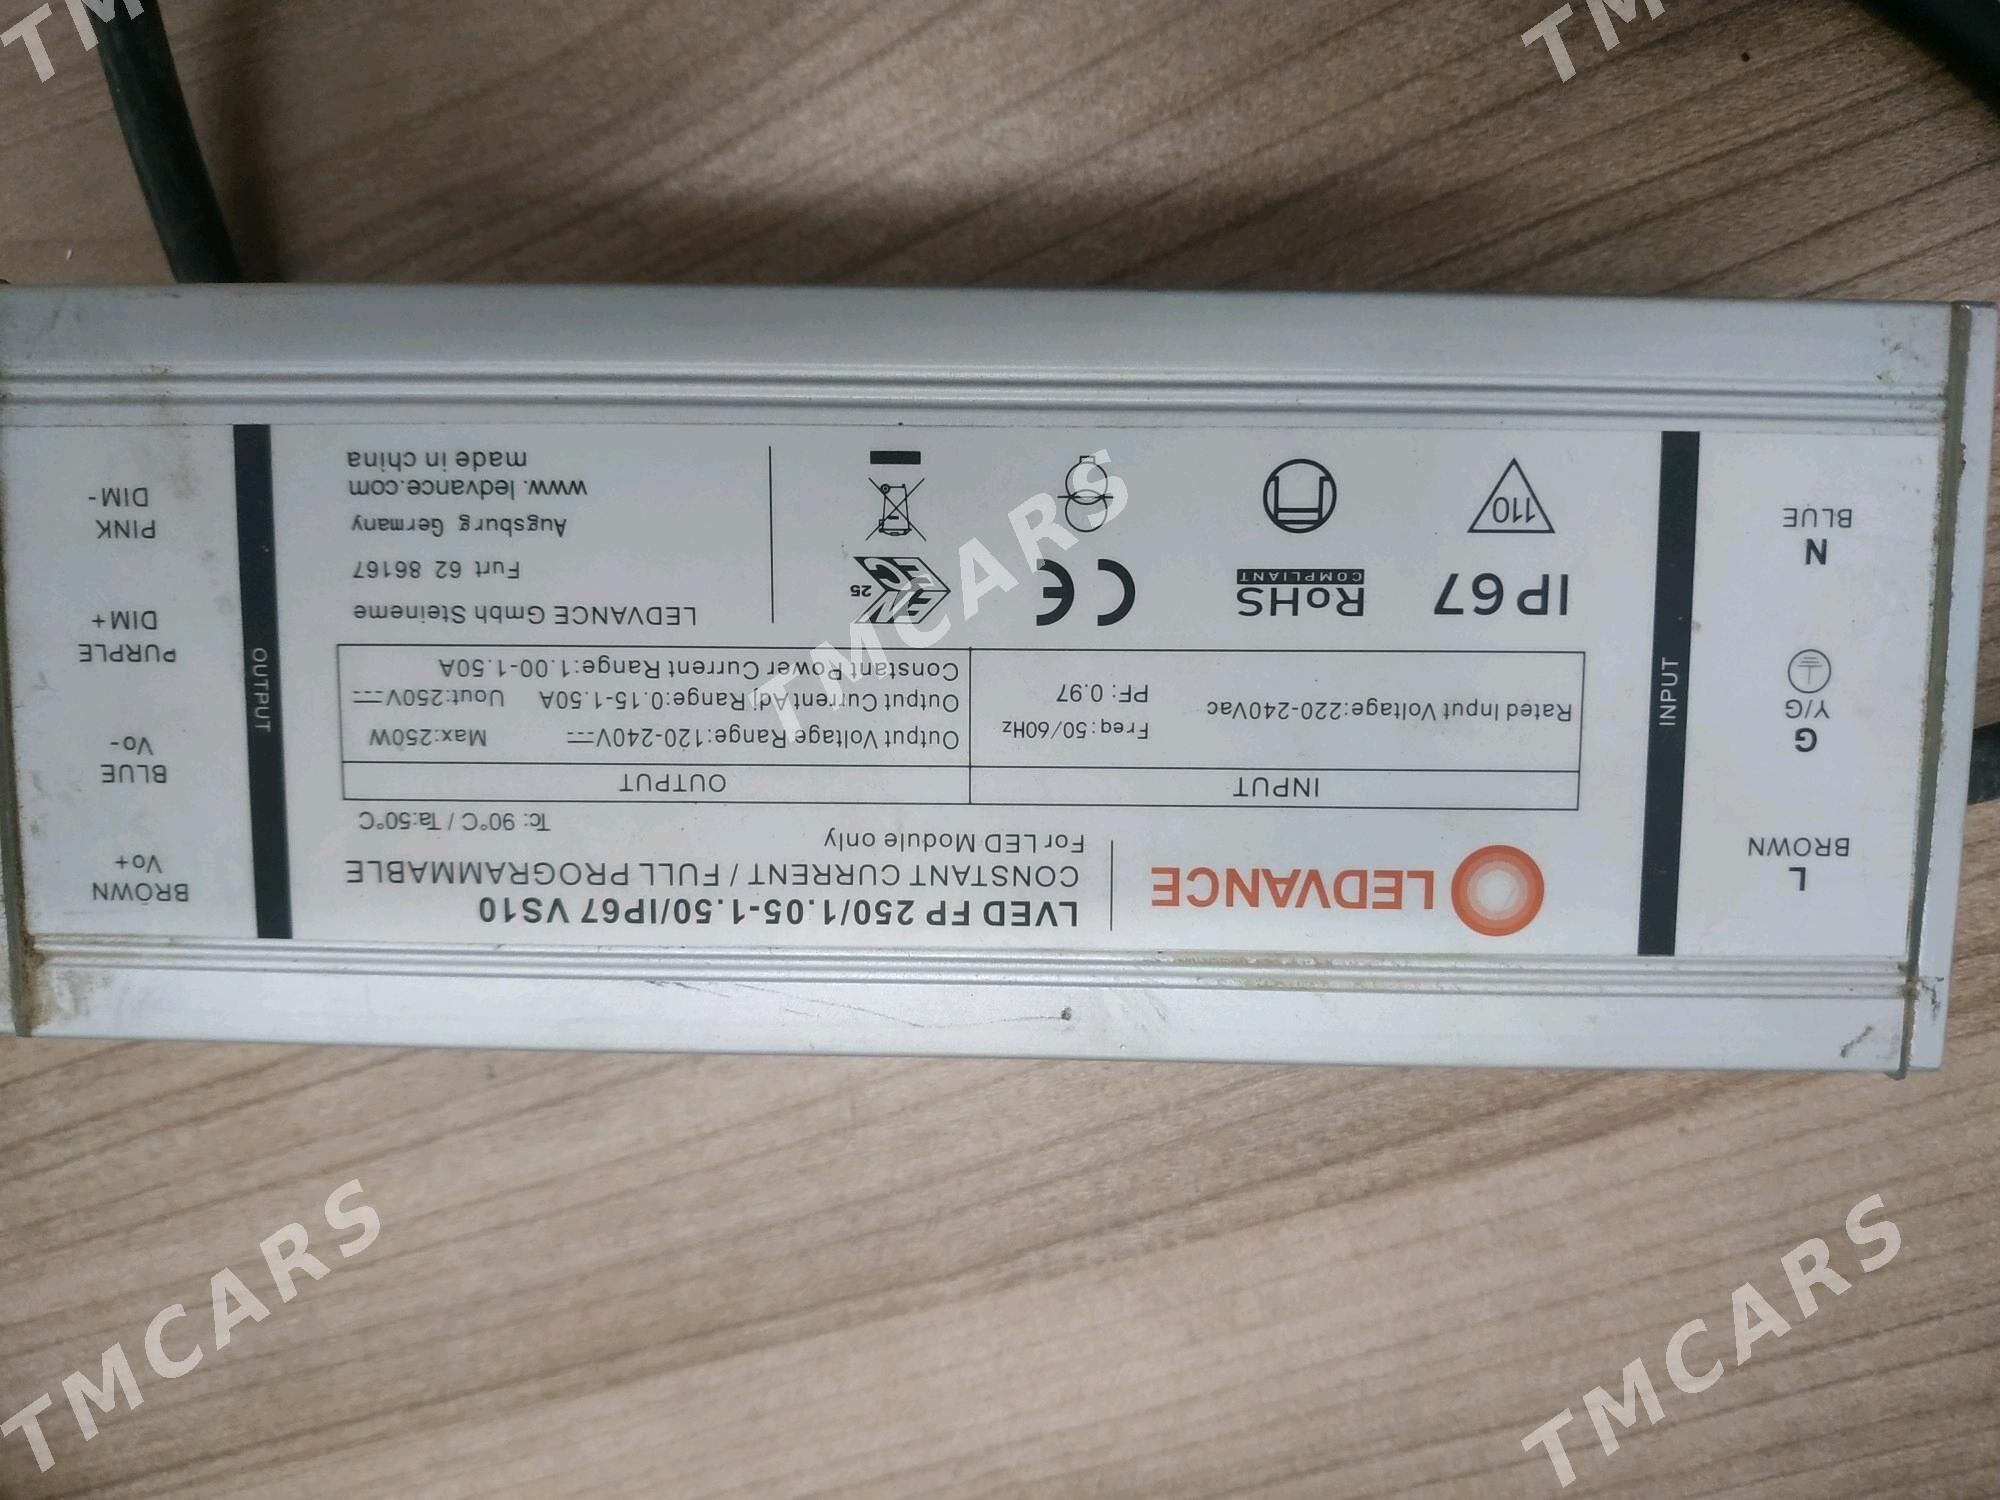 L
BROWN
G
Y/G
N
BLUE
INPUT
LEDVANCE
LVED FP 250/1.05-1.50/IP67 VS10
CONSTANT CURRENT / FULL PROGRAMMABLE
For LED Module only
Tc: 90°C / Ta:50°C
INPUT
OUTPUT
Rated Input Voltage:220-240Vac
Freq:50/60Hz
PF: 0.97
Output Voltage Range:120-240V
Max:250W
Output Current Adj Range:0.15-1.50A
Uout:250V
Constant Power Current Range:1.00-1.50A
IP67
RoHS
COMPLIANT
CE
ENEC
25
110
LEDVANCE Gmbh Steineme
Furt 62 86167
Augsburg Germany
www.ledvance.com
made in china
OUTPUT
BROWN
Vo+
BLUE
Vo-
PURPLE
DIM+
PINK
DIM-
TMCARS
TMCARS
TMCARS